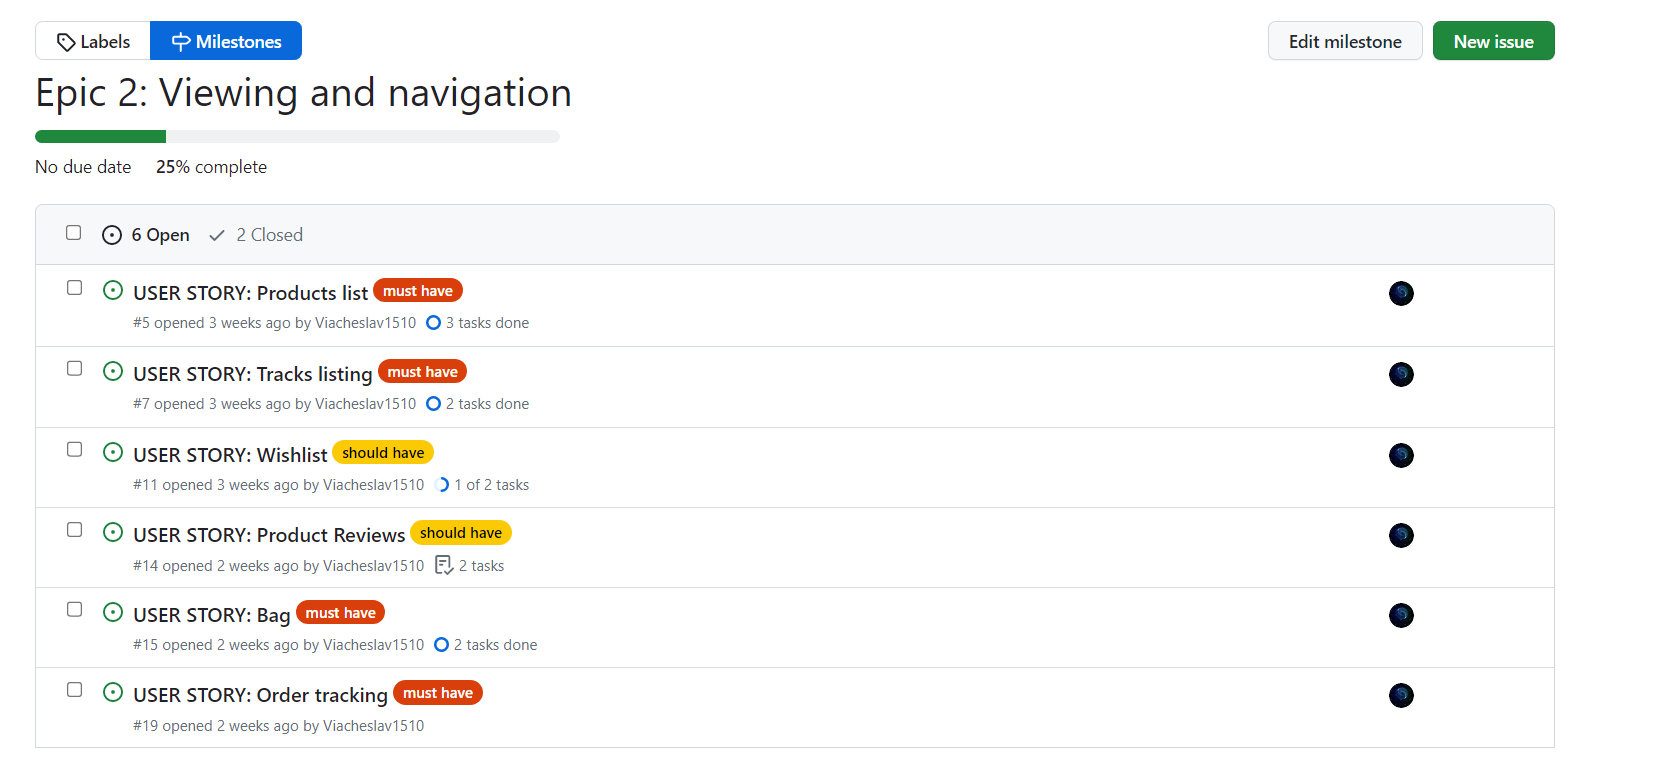 Labels Milestones Edit milestone New issue
Epic 2: Viewing and navigation
No due date 25% complete
6 Open 2 Closed
USER STORY: Products list must have
#5 opened 3 weeks ago by Viacheslav1510 3 tasks done
USER STORY: Tracks listing must have
#7 opened 3 weeks ago by Viacheslav1510 2 tasks done
USER STORY: Wishlist should have
#11 opened 3 weeks ago by Viacheslav1510 1 of 2 tasks
USER STORY: Product Reviews should have
#14 opened 2 weeks ago by Viacheslav1510 2 tasks
USER STORY: Bag must have
#15 opened 2 weeks ago by Viacheslav1510 2 tasks done
USER STORY: Order tracking must have
#19 opened 2 weeks ago by Viacheslav1510